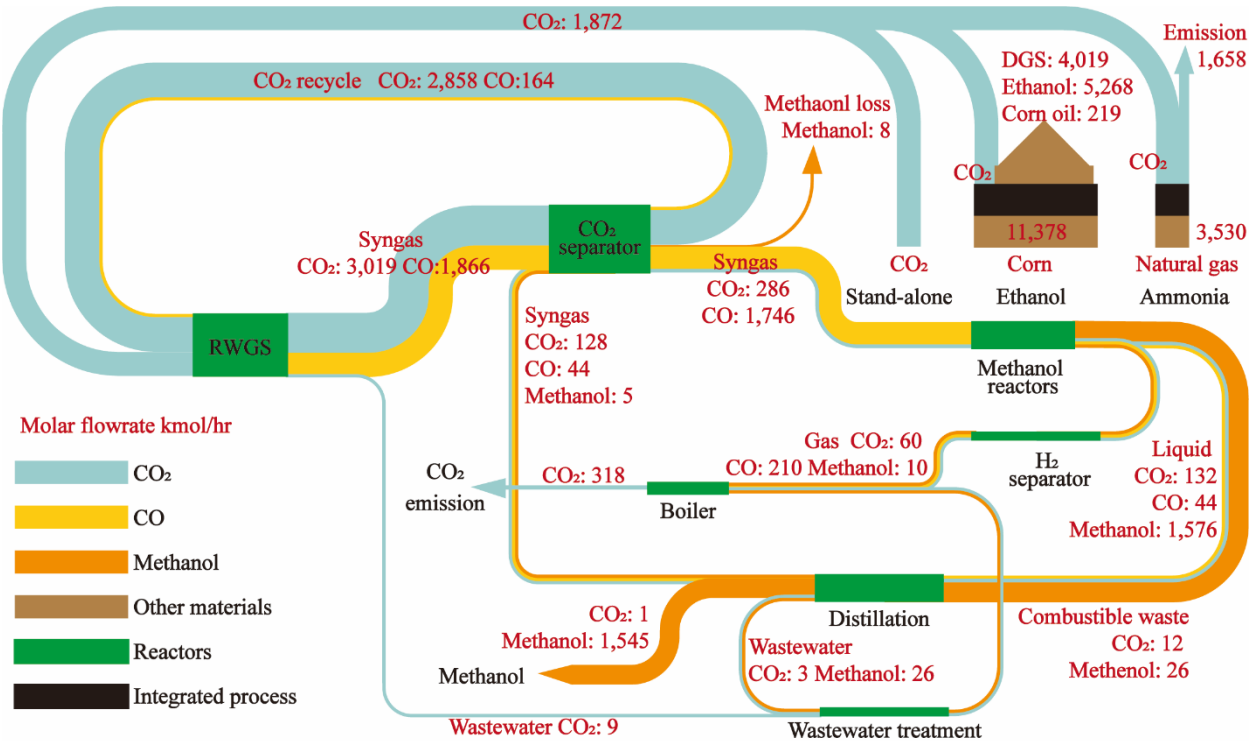 CO₂: 1,872
Emission
1,658
DGS: 4,019
Ethanol: 5,268
Corn oil: 219
CO₂ recycle CO₂: 2,858 CO:164
Methaonl loss
Methanol: 8
CO₂
CO₂
CO₂
separator
11,378
3,530
Syngas
CO₂: 3,019 CO:1,866
Syngas
CO₂: 286
CO: 1,746
CO₂
Stand-alone
Corn
Ethanol
Natural gas
Ammonia
RWGS
Syngas
CO₂: 128
CO: 44
Methanol: 5
Methanol
reactors
Molar flowrate kmol/hr
CO₂
CO
Methanol
Other materials
Reactors
Integrated process
Gas CO₂: 60
CO: 210 Methanol: 10
H₂
separator
Liquid
CO₂: 132
CO: 44
Methanol: 1,576
CO₂
emission
CO₂: 318
Boiler
Distillation
CO₂: 1
Methanol: 1,545
Methanol
Wastewater
CO₂: 3 Methanol: 26
Combustible waste
CO₂: 12
Methenol: 26
Wastewater CO₂: 9
Wastewater treatment